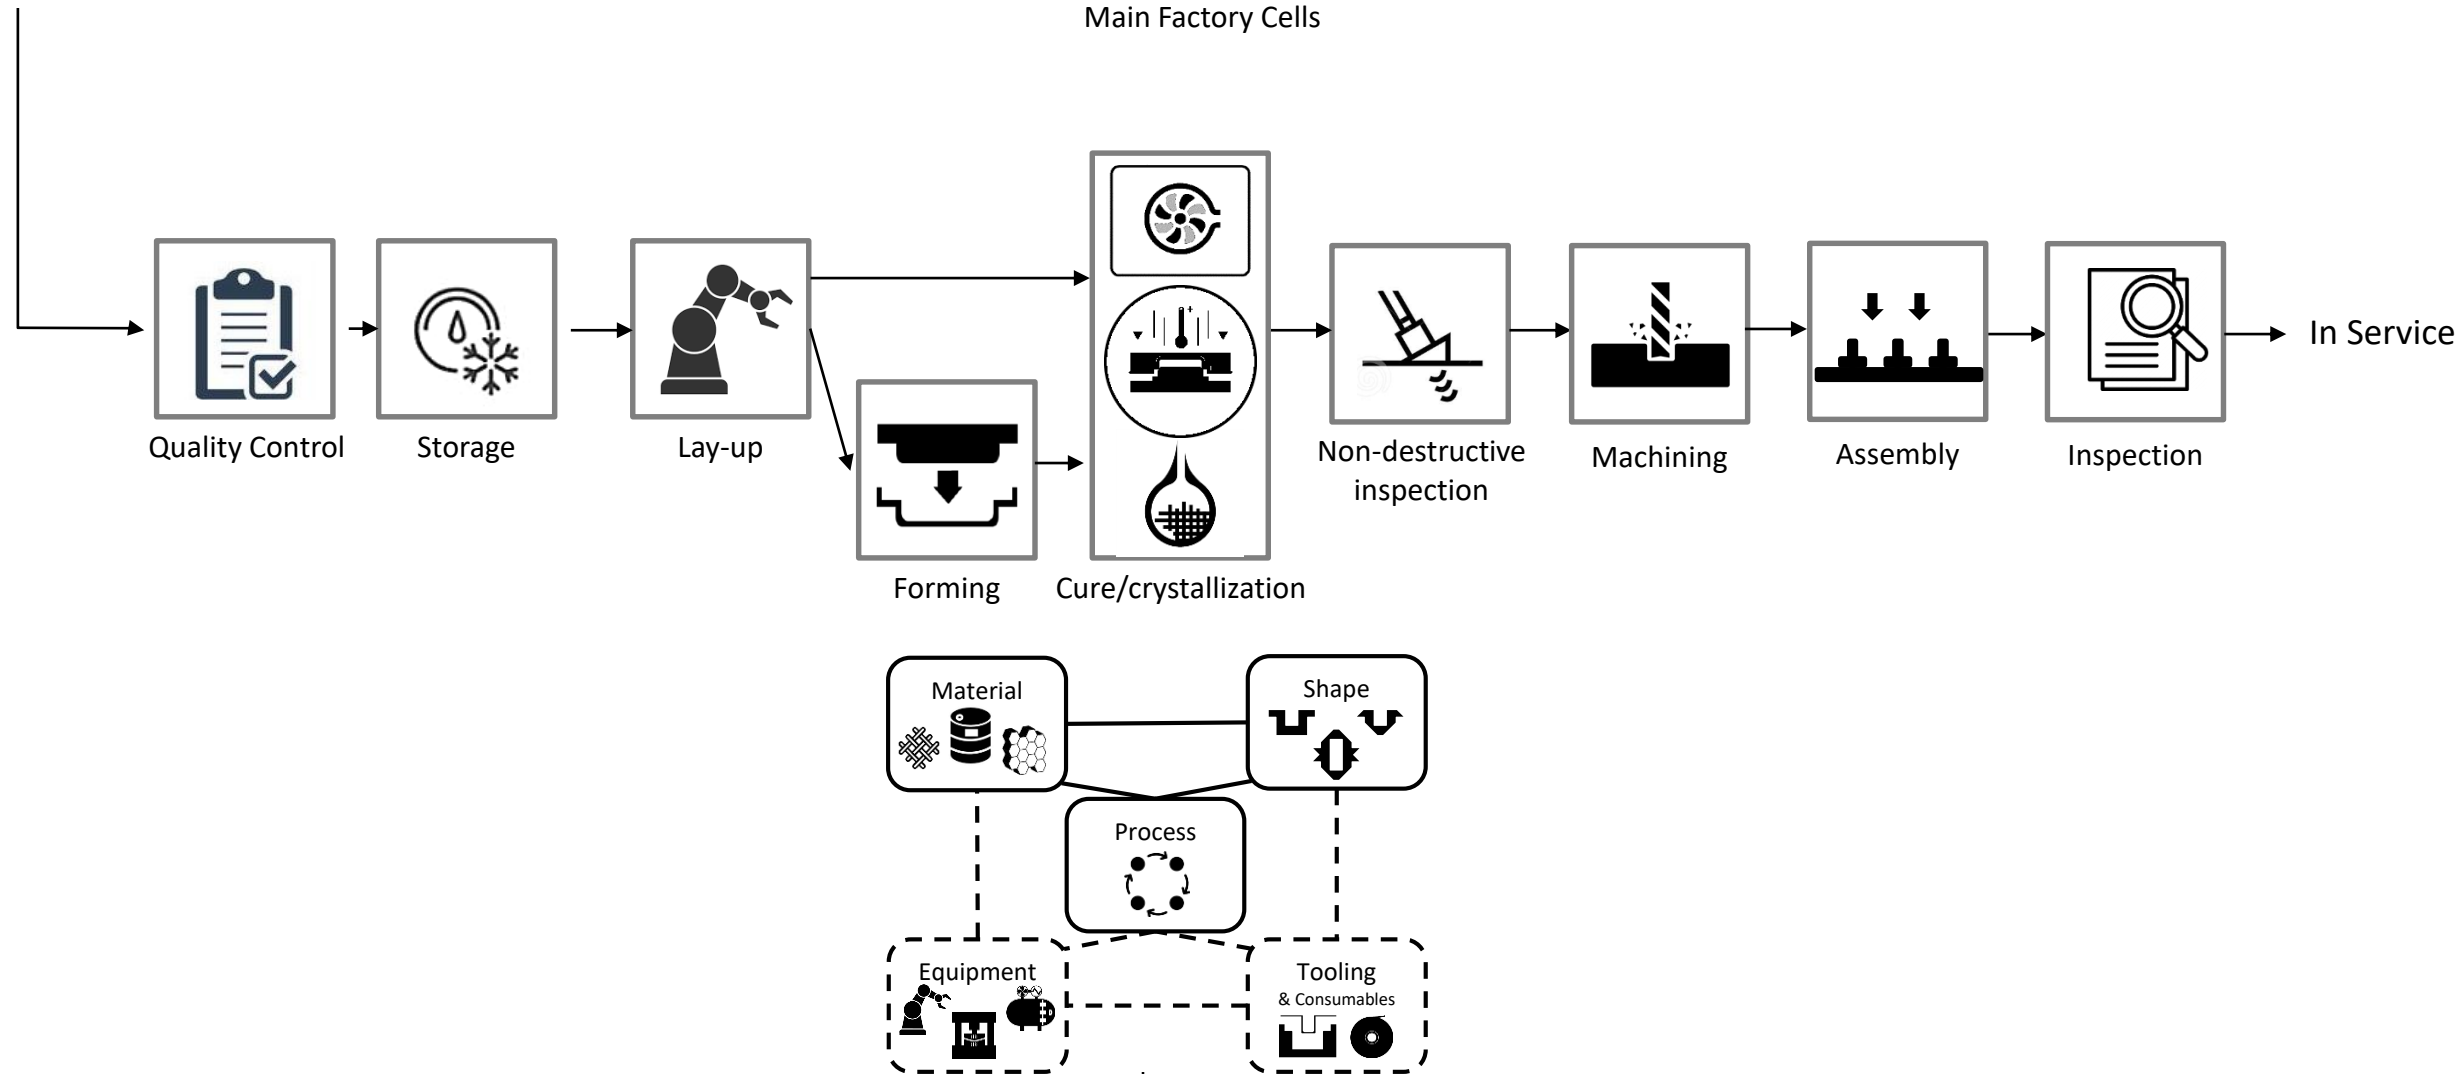 Main Factory Cells
Quality Control
Storage
Lay-up
Forming
Cure/crystallization
Non-destructive
inspection
Machining
Assembly
Inspection
In Service
Material
Shape
Process
Equipment
Tooling
& Consumables